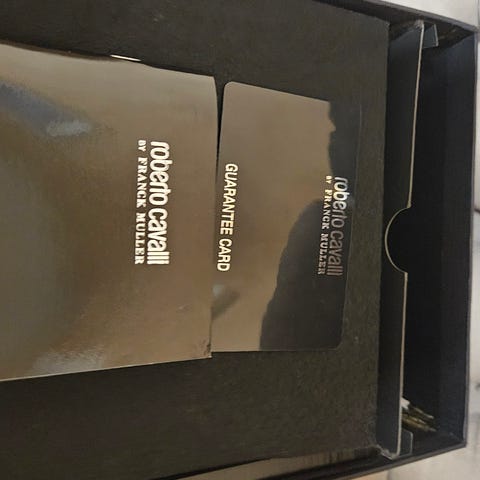 roberto cavalli
BY FRANCK MULLER
GUARANTEE CARD
roberto cavalli
BY FRANCK MULLER